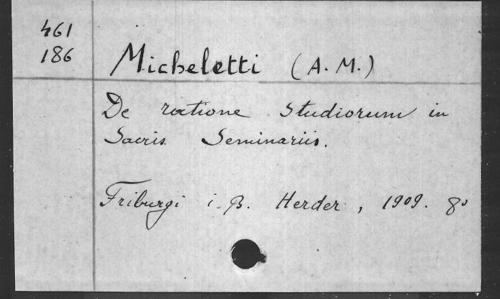 461
186
Micheletti (A. M.)
De ratione Studiorum in
Sacris Seminariis.
Friburgi i. B. Herder, 1909. 8°